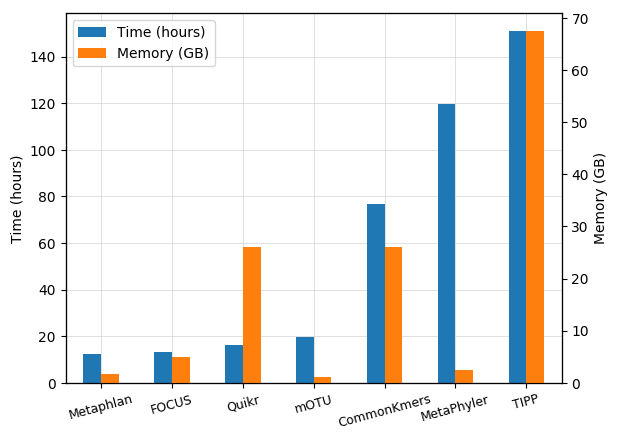 Time (hours)
Memory (GB)
Time (hours)
0
20
40
60
80
100
120
140
Memory (GB)
0
10
20
30
40
50
60
70
Metaphlan
FOCUS
Quikr
mOTU
CommonKmers
MetaPhyler
TIPP